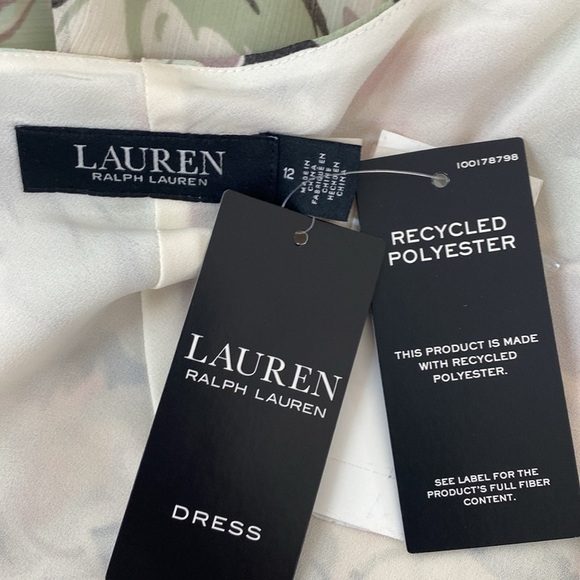 LAUREN
RALPH LAUREN
12
MADE IN
CHINA
FABRIQUE EN
CHINE
HECHO EN
CHINA
LAUREN
RALPH LAUREN
DRESS
100178798
RECYCLED
POLYESTER
THIS PRODUCT IS MADE
WITH RECYCLED
POLYESTER.
SEE LABEL FOR THE
PRODUCT'S FULL FIBER
CONTENT.